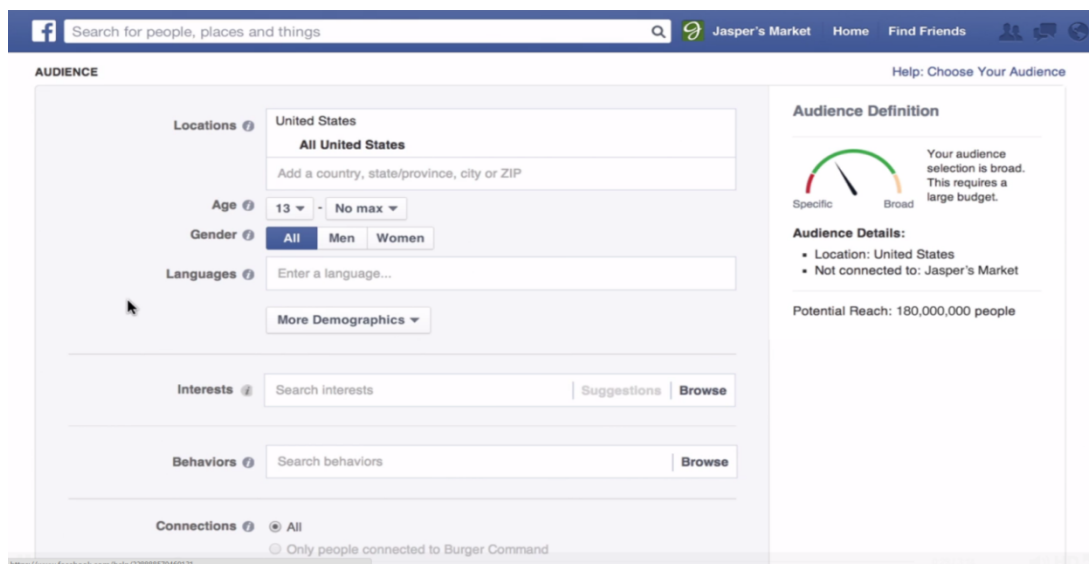 f
Search for people, places and things
Jasper's Market
Home
Find Friends
AUDIENCE
Help: Choose Your Audience
Locations
United States
All United States
Add a country, state/province, city or ZIP
Age
13 - No max
Gender
All
Men
Women
Languages
Enter a language...
More Demographics
Interests
Search interests
Suggestions
Browse
Behaviors
Search behaviors
Browse
Connections
All
Only people connected to Burger Command
Audience Definition
Your audience
selection is broad.
This requires a
large budget.
Specific
Broad
Audience Details:
Location: United States
Not connected to: Jasper's Market
Potential Reach: 180,000,000 people